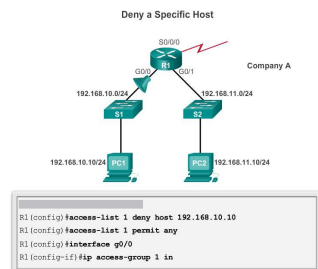 Deny a Specific Host
S0/0/0
R1
G0/0
G0/1
Company A
192.168.10.0/24
192.168.11.0/24
S1
S2
192.168.10.10/24
PC1
PC2
192.168.11.10/24
R1(config)#access-list 1 deny host 192.168.10.10
R1(config)#access-list 1 permit any
R1(config)#interface g0/0
R1(config-if)#ip access-group 1 in